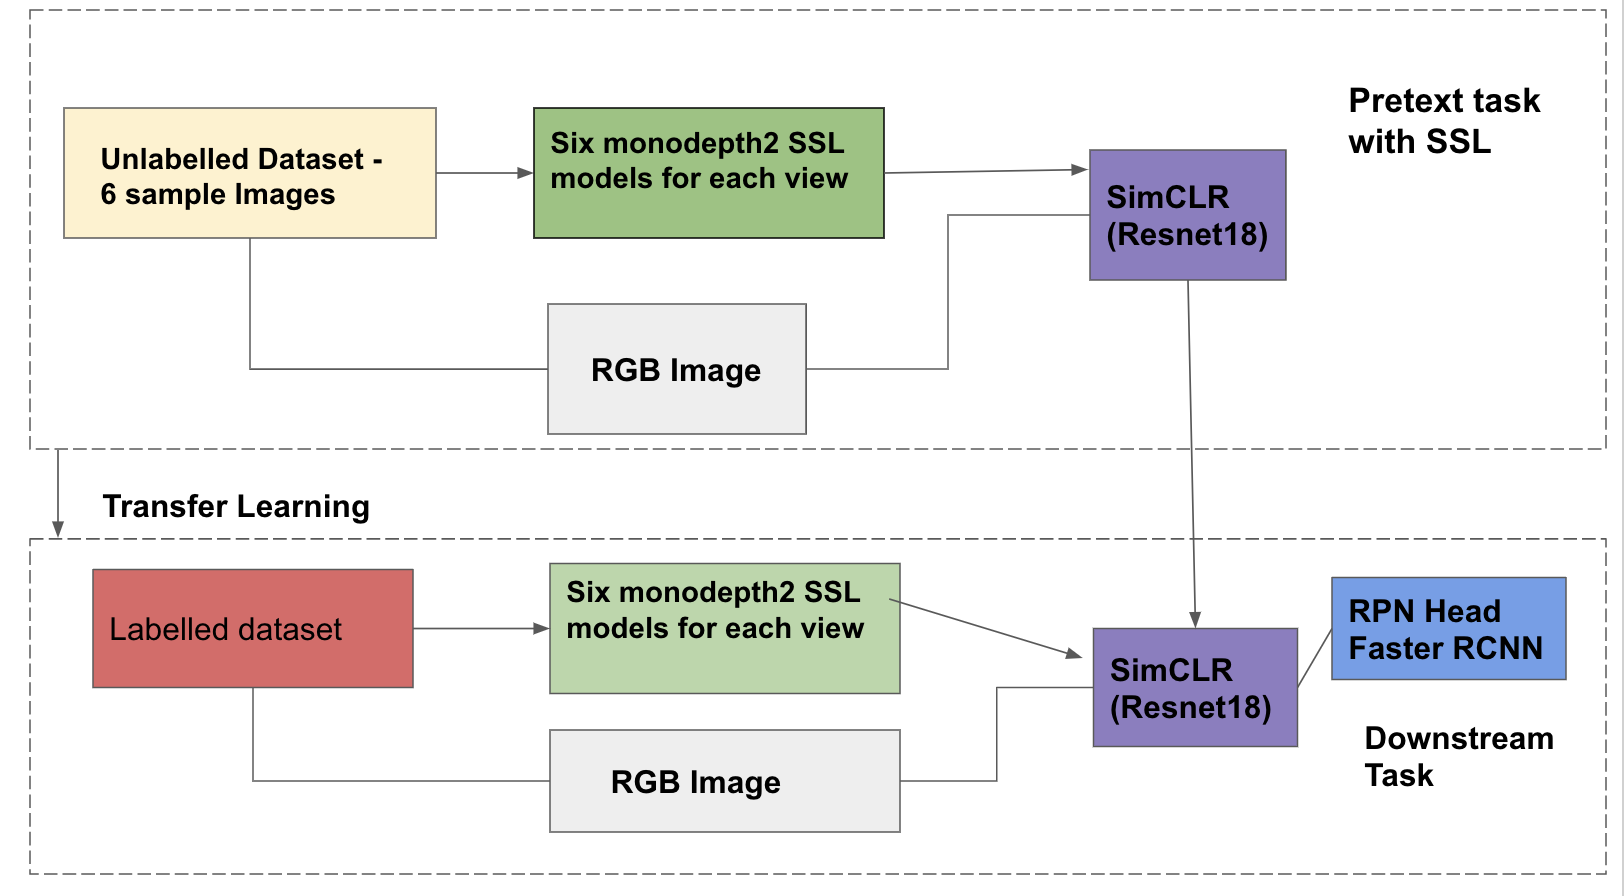 Pretext task
with SSL
Unlabelled Dataset -
6 sample Images
Six monodepth2 SSL
models for each view
SimCLR
(Resnet18)
RGB Image
Transfer Learning
Labelled dataset
Six monodepth2 SSL
models for each view
SimCLR
(Resnet18)
RPN Head
Faster RCNN
RGB Image
Downstream
Task